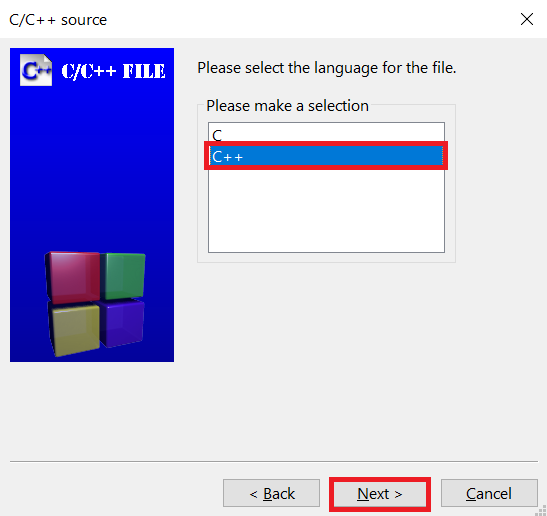 C/C++ source
C++ C/C++ FILE
Please select the language for the file.
Please make a selection
C
C++
< Back
Next >
Cancel